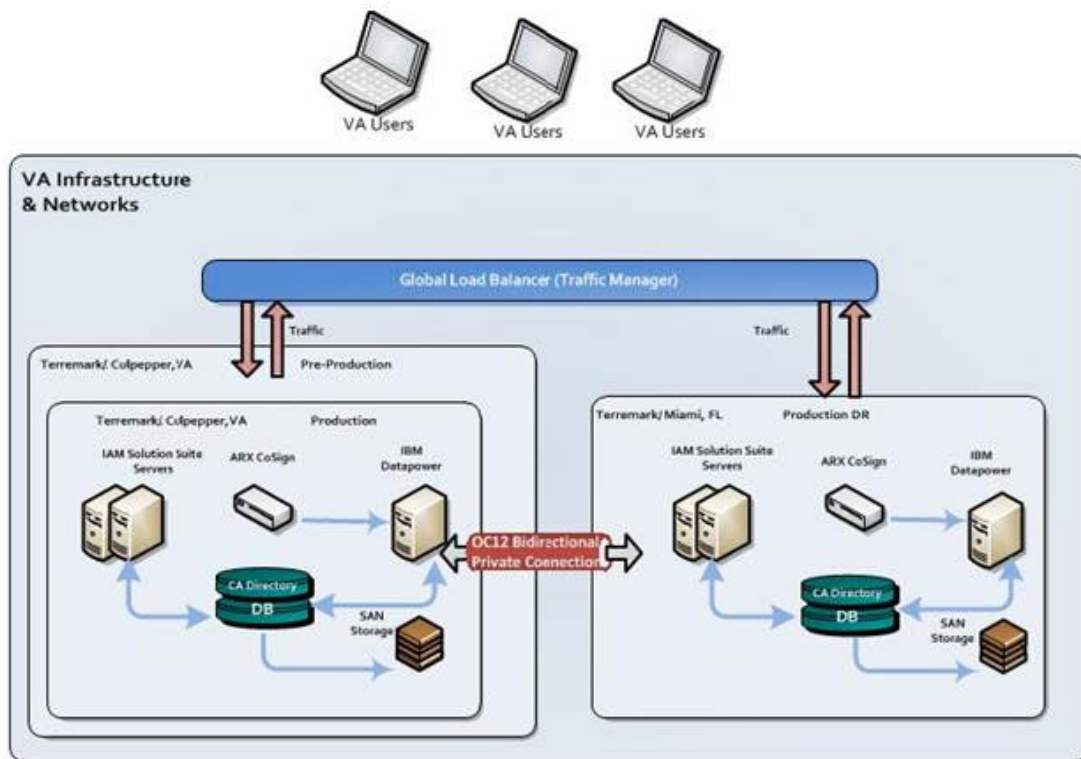 VA Users
VA Users
VA Users
VA Infrastructure
& Networks
Global Load Balancer (Traffic Manager)
Traffic
Traffic
Terremark/ Culpepper,VA
Pre-Production
Terremark/ Culpepper,VA
Production
IAM Solution Suite
Servers
ARX CoSign
IBM
Datapower
CA Directory
DB
SAN
Storage
OC12 Bidirectional
Private Connection
Terremark/ Miami, FL
Production DR
IAM Solution Suite
Servers
ARX CoSign
IBM
Datapower
CA Directory
DB
SAN
Storage